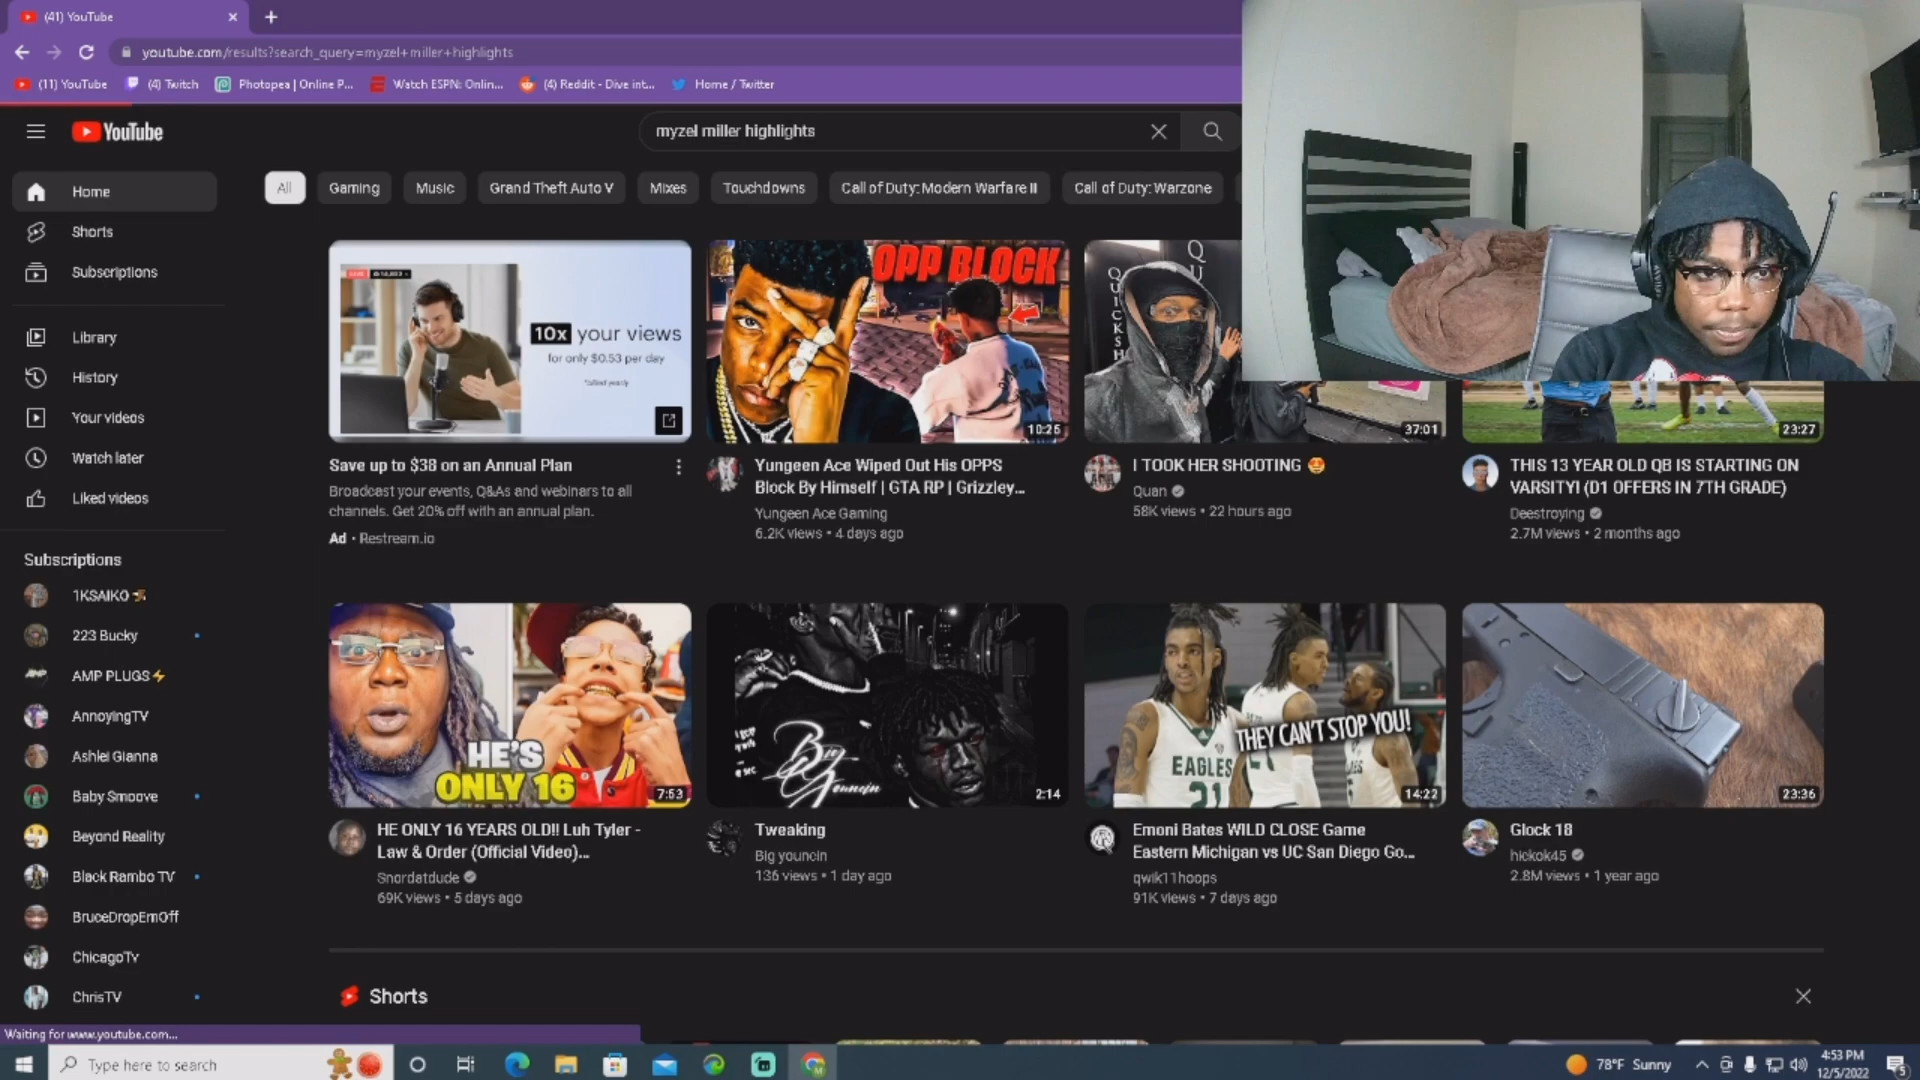 (41) YouTube
youtube.com/results?search_query=myzel+miller+highlights
(11) YouTube
(4) Twitch
Photopea | Online P...
Watch ESPN: Onlin...
(4) Reddit - Dive int...
Home / Twitter
YouTube
myzel miller highlights
All
Gaming
Music
Grand Theft Auto V
Mixes
Touchdowns
Call of Duty: Modern Warfare II
Call of Duty: Warzone
Home
Shorts
Subscriptions
Library
History
Your videos
Watch later
Liked videos
Subscriptions
1KSAIKO
223 Bucky
AMP PLUGS⚡
AnnoyingTV
Ashlei Gianna
Baby Smoove
Beyond Reality
Black Rambo TV
BruceDropEmOff
ChicagoTv
ChrisTV
10x your views
for only $0.53 per day
Save up to $38 on an Annual Plan
Broadcast your events, Q&As and webinars to all
channels. Get 20% off with an annual plan.
Ad • Restream.io
OPP BLOCK
10:25
Yungeen Ace Wiped Out His OPPS
Block By Himself | GTA RP | Grizzley...
Yungeen Ace Gaming
6.2K views • 4 days ago
37:01
I TOOK HER SHOOTING 🤩
Quan
58K views • 22 hours ago
23:27
THIS 13 YEAR OLD QB IS STARTING ON
VARSITY! (D1 OFFERS IN 7TH GRADE)
Deestroying
2.7M views • 2 months ago
HE'S
ONLY 16
7:53
HE ONLY 16 YEARS OLD!! Luh Tyler -
Law & Order (Official Video)...
Snordatdude
69K views • 5 days ago
Big
Youncin
2:14
Tweaking
Big youncin
136 views • 1 day ago
THEY CAN'T STOP YOU!
EAGLES
21
14:22
Emoni Bates WILD CLOSE Game
Eastern Michigan vs UC San Diego Go...
qwik11hoops
91K views • 7 days ago
23:36
Glock 18
hickok45
2.8M views • 1 year ago
Shorts
Waiting for www.youtube.com...
Type here to search
78°F Sunny
4:53 PM
12/5/2022